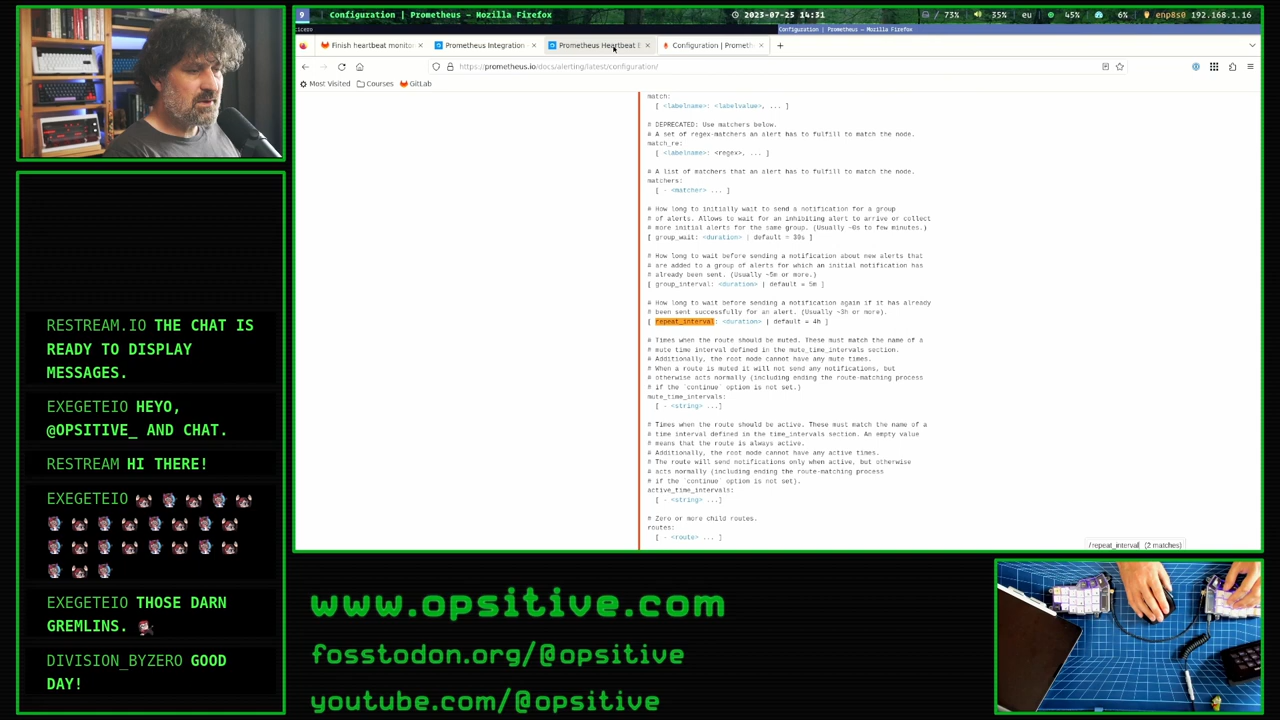 9
Configuration | Prometheus — Mozilla Firefox
2023-07-25 14:31
/ 73%
35%
eu
45%
6%
enp8s0 192.168.1.16
Configuration | Prometheus — Mozilla Firefox
Finish heartbeat monitor
Prometheus Integration
Prometheus Heartbeat E
Configuration | Prometh
https://prometheus.io/docs/alerting/latest/configuration/
Most Visited
Courses
GitLab
match:
[ <labelname>: <labelvalue>, ... ]
# DEPRECATED: Use matchers below.
# A set of regex-matchers an alert has to fulfill to match the node.
match_re:
[ <labelname>: <regex>, ... ]
# A list of matchers that an alert has to fulfill to match the node.
matchers:
[ - <matcher> ... ]
# How long to initially wait to send a notification for a group
# of alerts. Allows to wait for an inhibiting alert to arrive or collect
# more initial alerts for the same group. (Usually ~0s to few minutes.)
[ group_wait: <duration> | default = 30s ]
# How long to wait before sending a notification about new alerts that
# are added to a group of alerts for which an initial notification has
# already been sent. (Usually ~5m or more.)
[ group_interval: <duration> | default = 5m ]
# How long to wait before sending a notification again if it has already
# been sent successfully for an alert. (Usually ~3h or more).
[ repeat_interval: <duration> | default = 4h ]
# Times when the route should be muted. These must match the name of a
# mute time interval defined in the mute_time_intervals section.
# Additionally, the root node cannot have any mute times.
# When a route is muted it will not send any notifications, but
# otherwise acts normally (including ending the route-matching process
# if the `continue` option is not set.)
mute_time_intervals:
[ - <string> ...]
# Times when the route should be active. These must match the name of a
# time interval defined in the time_intervals section. An empty value
# means that the route is always active.
# Additionally, the root node cannot have any active times.
# The route will send notifications only when active, but otherwise
# acts normally (including ending the route-matching process
# if the `continue` option is not set).
active_time_intervals:
[ - <string> ...]
# Zero or more child routes.
routes:
[ - <route> ... ]
/repeat_interval (2 matches)
RESTREAM.IO THE CHAT IS
READY TO DISPLAY
MESSAGES.
EXEGETEIO HEYO,
@OPSITIVE_ AND CHAT.
RESTREAM HI THERE!
EXEGETEIO
EXEGETEIO THOSE DARN
GREMLINS.
DIVISION_BYZERO GOOD
DAY!
www.opsitive.com
fosstodon.org/@opsitive
youtube.com/@opsitive